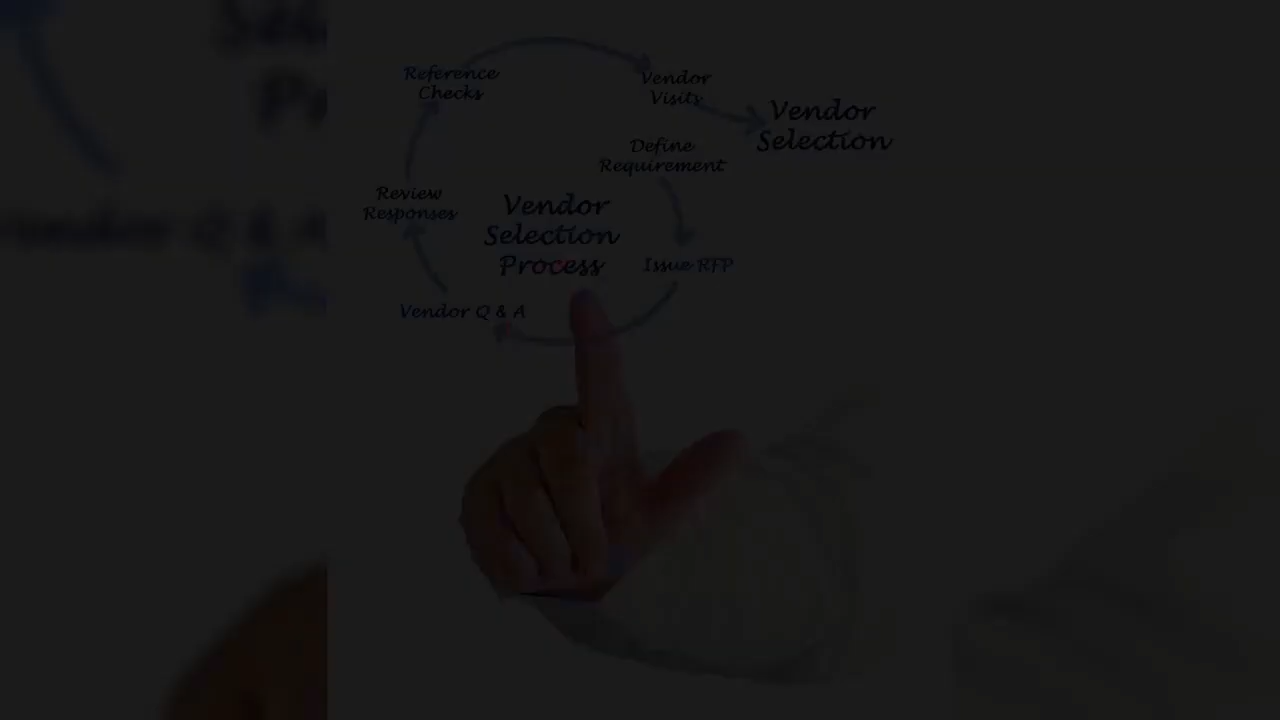 Reference
Checks
Vendor
Visits
Vendor
Selection
Define
Requirement
Review
Responses
Vendor
Selection
Process
Issue RFP
Vendor Q & A